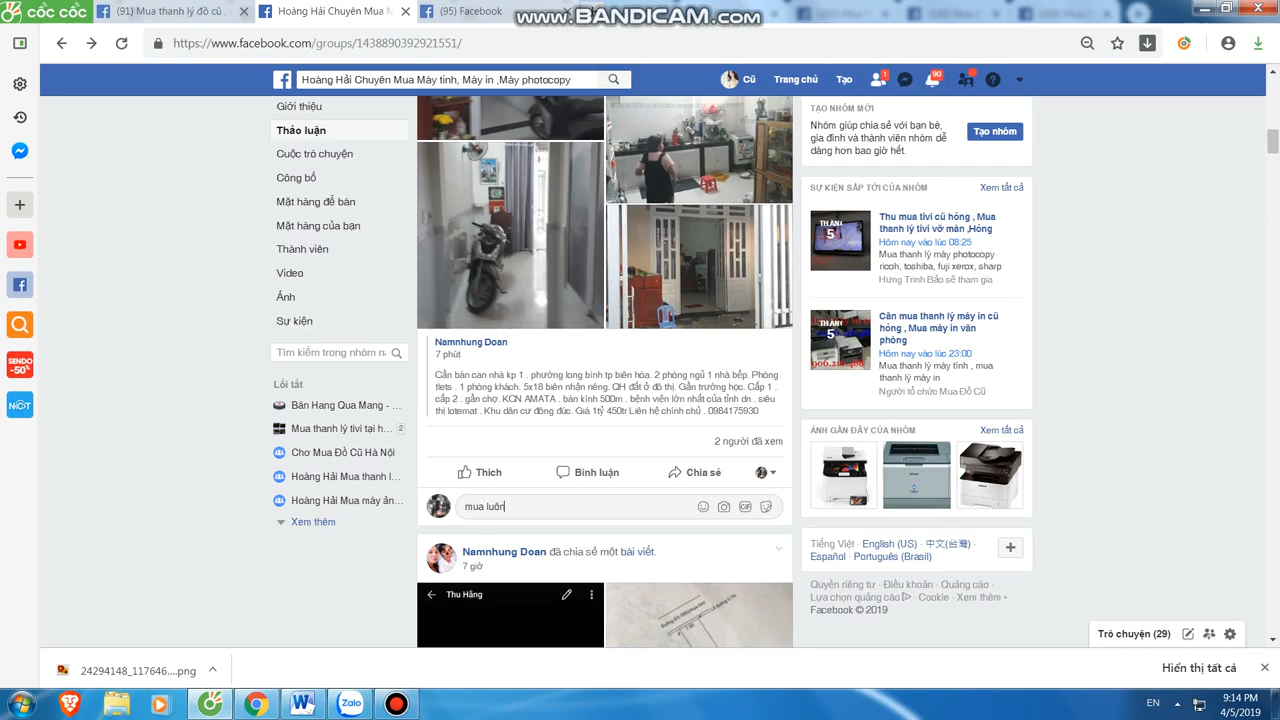 www.BANDICAM.com
CỐC CỐC
(91) Mua thanh lý đồ cũ .
Hoàng Hải Chuyên Mua M
(95) Facebook
https://www.facebook.com/groups/1438890392921551/
Hoàng Hải Chuyên Mua Máy tính, Máy in ,Máy photocopy
Cũ
Trang chủ
Tạo
1
90
Giới thiệu
Thảo luận
Cuộc trò chuyện
Công bố
Mặt hàng để bán
Mặt hàng của bạn
Thành viên
Video
Ảnh
Sự kiện
Tìm kiếm trong nhóm n
Lối tắt
Bán Hang Qua Mang - ...
Mua thanh lý tivi tại h... 2
Chợ Mua Đồ Cũ Hà Nội
Hoàng Hải Mua thanh l...
Hoàng Hải Mua máy ản...
Xem thêm
SENDO
-50%
NCT
Namnhung Doan
7 phút
Cần bán can nhà kp 1 . phường long bình tp biên hòa. 2 phòng ngủ 1 nhà bếp. Phòng
tlets . 1 phòng khách. 5x18 biên nhận riêng. QH đất ở đô thị. Gần trường học. Cấp 1 .
cấp 2 . gần chợ. KCN AMATA . bán kính 500m . bệnh viện lớn nhất của tỉnh dn . siêu
thị lotemat . Khu dân cư đông đúc. Giá 1tỷ 450tr Liên hệ chính chủ . 0984175930
2 người đã xem
Thích
Bình luận
Chia sẻ
mua luôn
Namnhung Doan đã chia sẻ một bài viết.
7 giờ
Thu Hằng
TẠO NHÓM MỚI
Nhóm giúp chia sẻ với bạn bè,
gia đình và thành viên nhóm dễ
dàng hơn bao giờ hết.
Tạo nhóm
SỰ KIỆN SẮP TỚI CỦA NHÓM
Xem tất cả
THÁNG
5
Thu mua tivi cũ hỏng , Mua
thanh lý tivi vỡ màn ,Hỏng
Hôm nay vào lúc 08:25
Mua thanh lý máy photocopy
ricoh, toshiba, fuji xerox, sharp
Hưng Trình Bảo sẽ tham gia
THÁNG
5
Cần mua thanh lý máy in cũ
hỏng , Mua máy in văn
phòng
Hôm nay vào lúc 23:00
Mua thanh lý máy tính , mua
thanh lý máy in
Người tổ chức Mua Đồ Cũ
ẢNH GẦN ĐÂY CỦA NHÓM
Xem tất cả
Tiếng Việt · English (US) · 中文(台灣) ·
Español · Português (Brasil)
Quyền riêng tư · Điều khoản · Quảng cáo ·
Lựa chọn quảng cáo · Cookie · Xem thêm
Facebook © 2019
Trò chuyện (29)
24294148_117646....png
Hiển thị tất cả
Zalo
EN
9:14 PM
4/5/2019